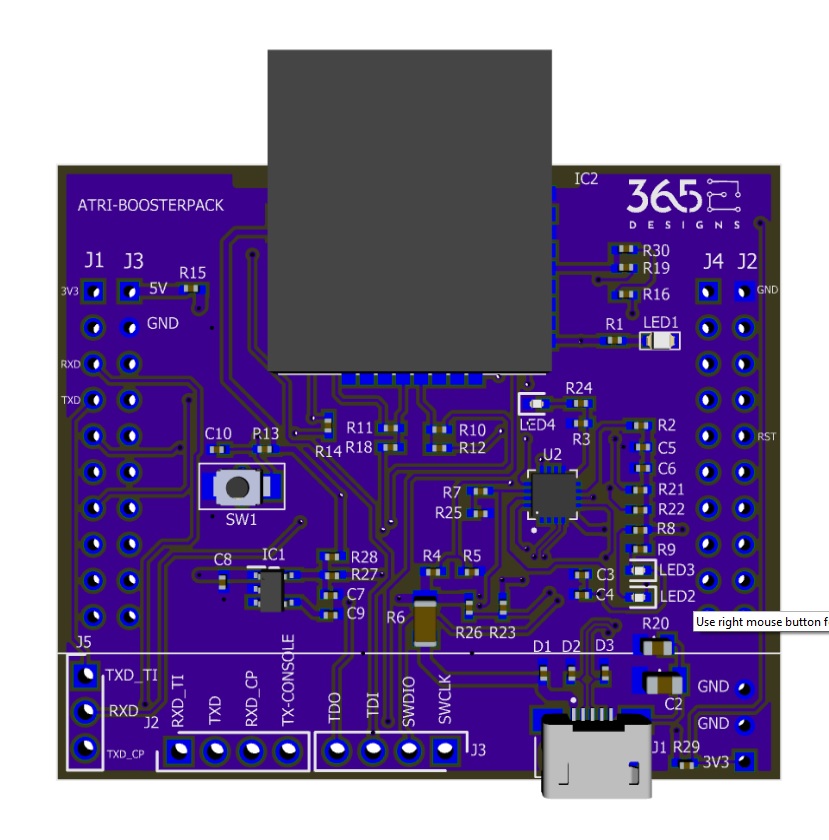 IC2
365
DESIGNS
ATRI-BOOSTERPACK
R30
R19
J1 J3
J4 J2
R15
3V3
5V
GND
R16
GND
R1
LED1
RXD
R24
TXD
LED4
R3
R2
R11
R10
R14
R18
R12
C10
R13
RST
C5
U2
C6
R7
R21
R25
R22
SW1
R8
R9
IC1
R28
C8
R4
R5
LED3
R27
C3
C7
C4
LED2
C9
R6
R26
R23
Use right mouse button f
R20
J5
D1
D2
D3
TXD_TI
RXD
J2
TXD_CP
RXD_TI
TXD
RXD_CP
TX-CONSOLE
TDO
TDI
SWDIO
SWCLK
J3
GND
C2
GND
J1
R29
3V3